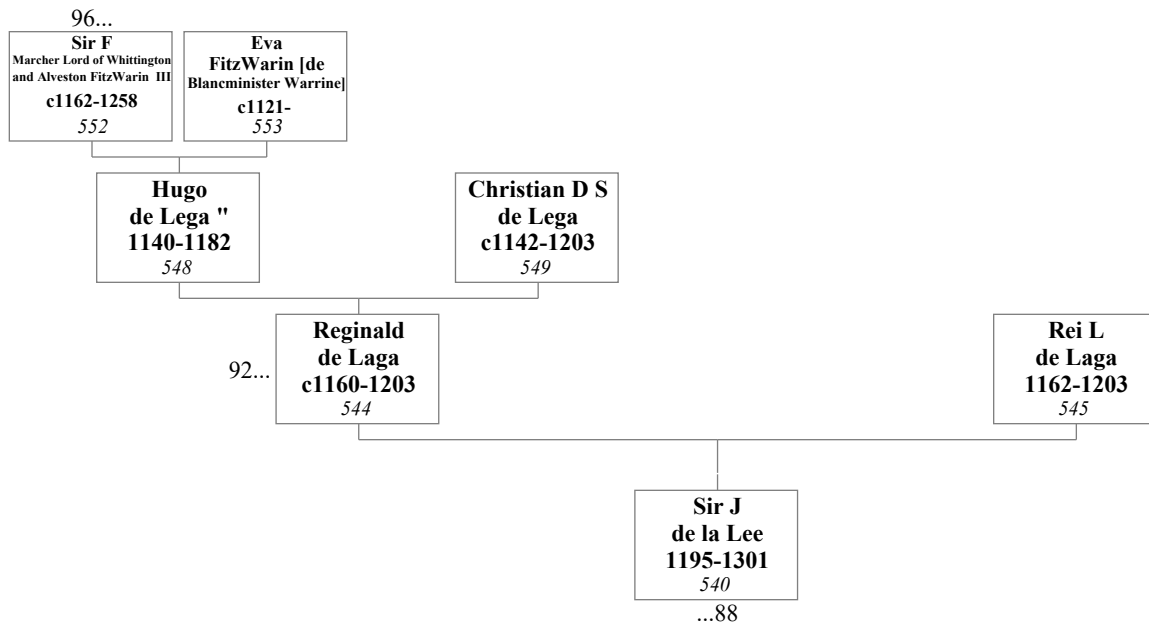 96...
Sir F
Marcher Lord of Whittington
and Alveston FitzWarin III
c1162-1258
552
Eva
FitzWarin [de
Blancminister Warrine]
c1121-
553
Hugo
de Lega "
1140-1182
548
Christian D S
de Lega
c1142-1203
549
92...
Reginald
de Laga
c1160-1203
544
Rei L
de Laga
1162-1203
545
Sir J
de la Lee
1195-1301
540
...88